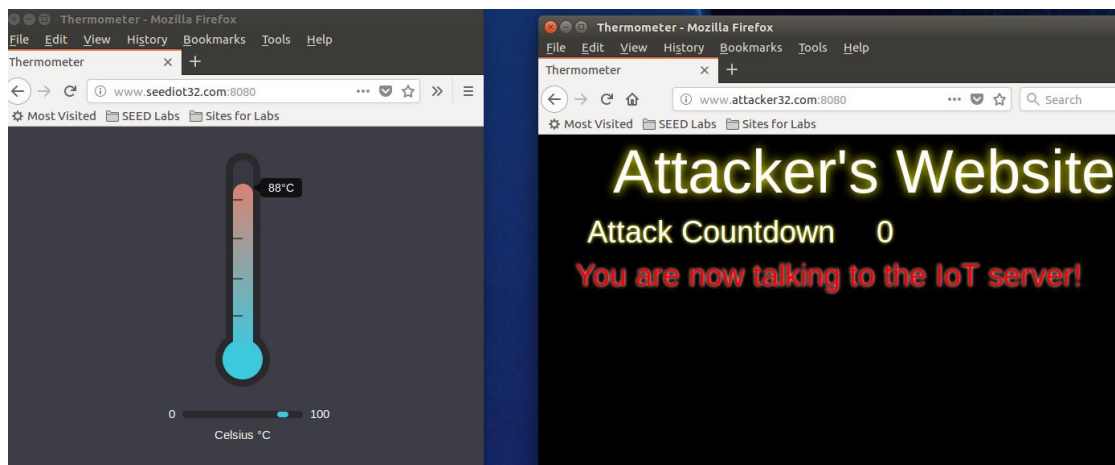 Thermometer - Mozilla Firefox
File Edit View History Bookmarks Tools Help
Thermometer × +
www.seediot32.com:8080
Most Visited SEED Labs Sites for Labs
88°C
0 100
Celsius °C
Thermometer - Mozilla Firefox
File Edit View History Bookmarks Tools Help
Thermometer × +
www.attacker32.com:8080 Search
Most Visited SEED Labs Sites for Labs
Attacker's Website
Attack Countdown 0
You are now talking to the IoT server!